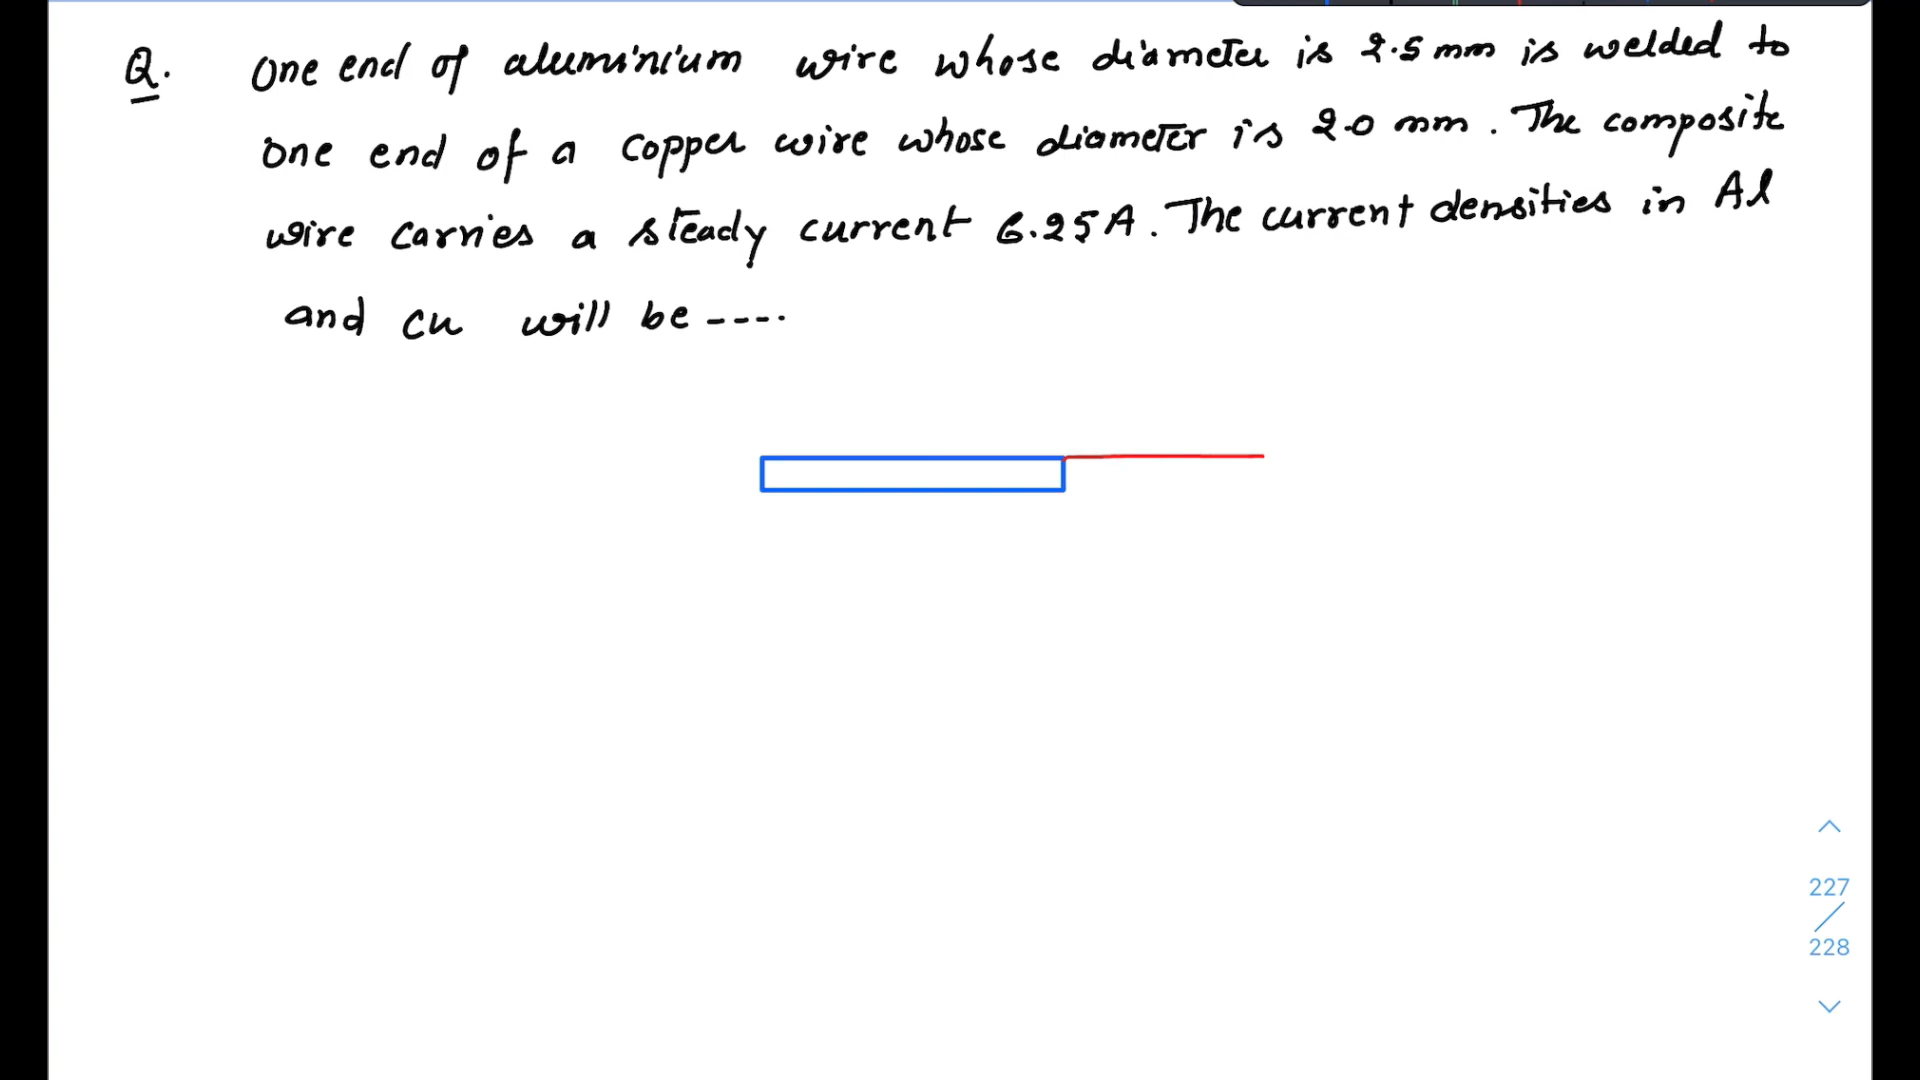 Q. One end of aluminium wire whose diameter is 2.5 mm is welded to
one end of a copper wire whose diameter is 2.0 mm. The composite
wire carries a steady current 6.25A. The current densities in Al
and cu will be ----.
227
/
228